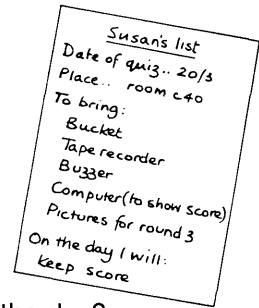 Susan's list
Date of quiz.. 20/3
Place.. room c40
To bring:
Bucket
Tape recorder
Buzzer
Computer (to show score)
Pictures for round 3
On the day I will:
keep score